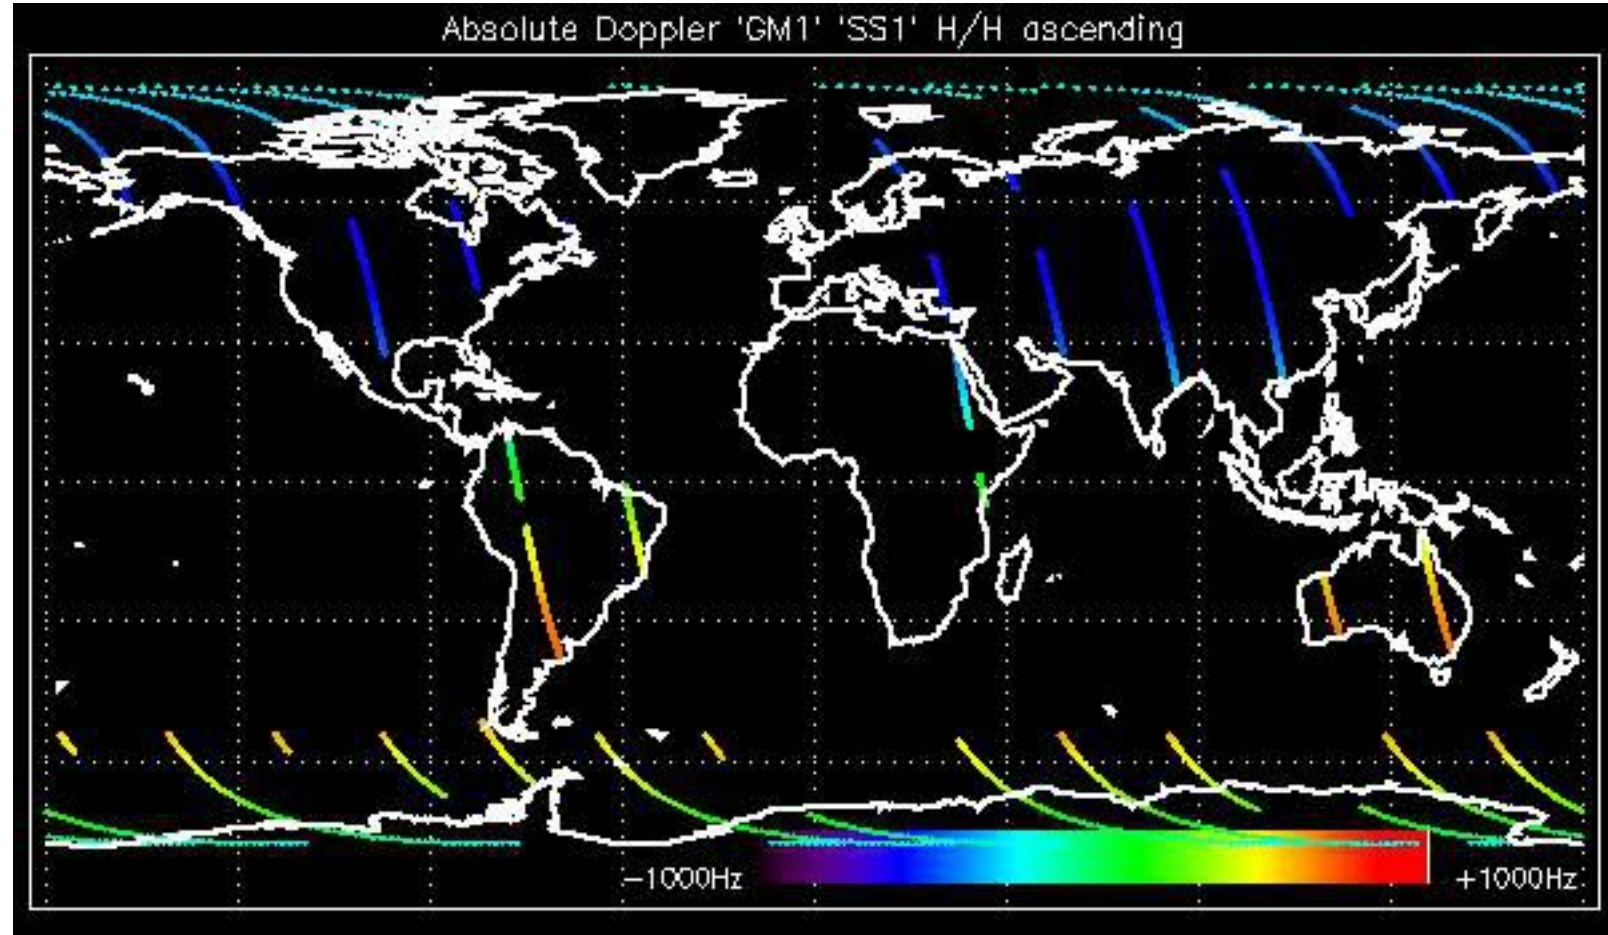 Absolute Doppler 'GM1' 'SS1' H/H ascending
−1000Hz
+1000Hz